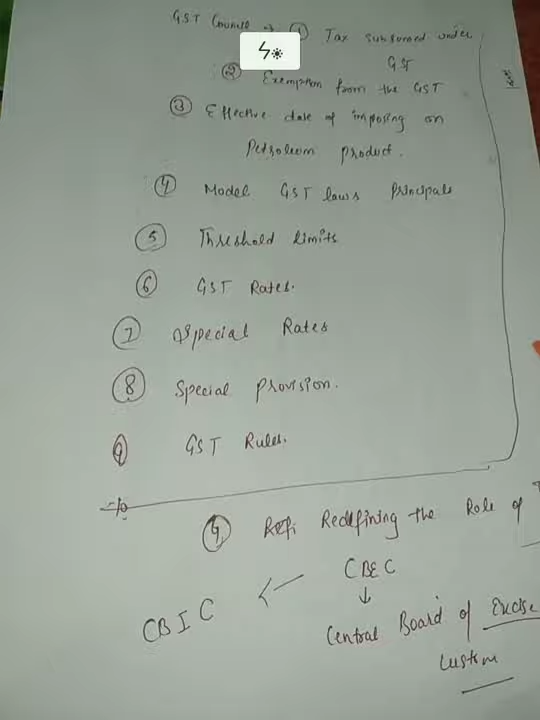 GST Council → ① Tax subsumed under
GST
② Exemption from the GST
③ Effective date of imposing on
Petroleum product.
④ Model GST laws Principals
⑤ Threshold limits
⑥ GST Rates.
⑦ Special Rates
⑧ Special Provision.
⑨ GST Rules.
Redefining the Role of
CBEC
CBIC
↓
Central Board of Excise
Custom